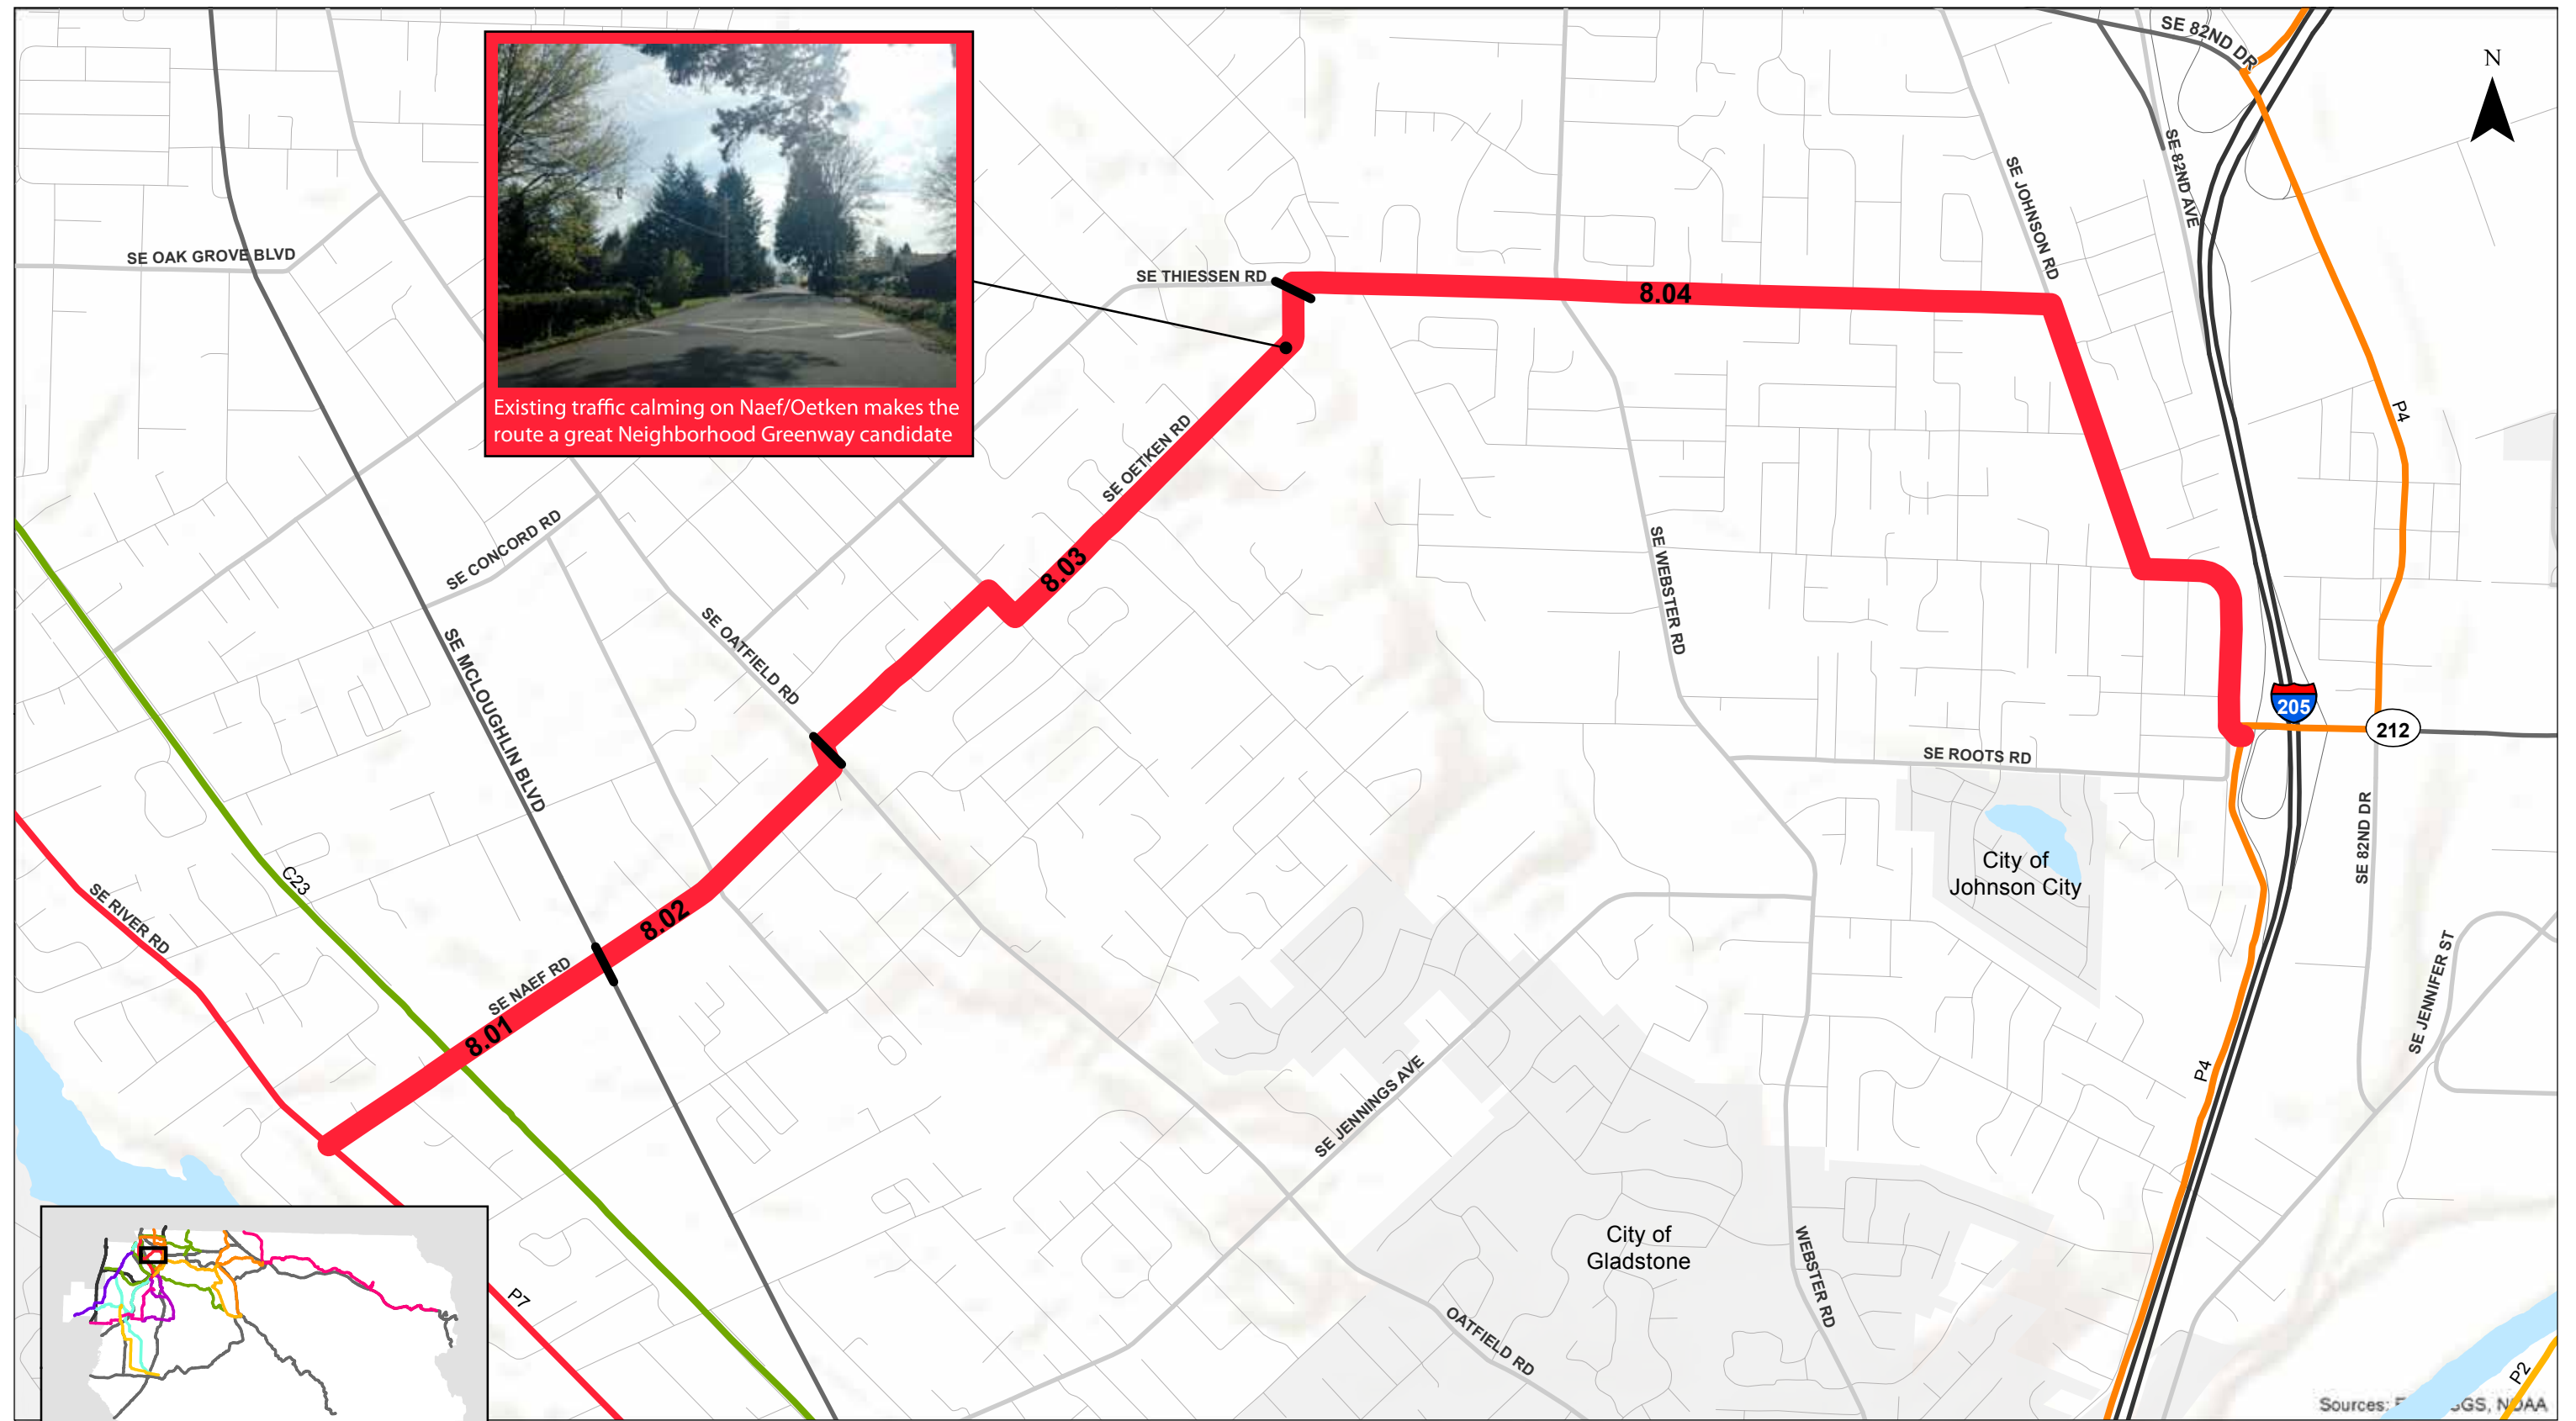 SE 82ND DR
N
SE 82ND AVE
SE JOHNSON RD
SE OAK GROVE BLVD
SE THIESSEN RD
8.04
Existing traffic calming on Naef/Oetken makes the
route a great Neighborhood Greenway candidate
P4
SE OETKEN RD
SE CONCORD RD
8.03
SE WEBSTER RD
SE OATFIELD RD
SE MCLOUGHLIN BLVD
205
212
SE ROOTS RD
SE 82ND DR
City of
Johnson City
C23
SE RIVER RD
8.02
SE NAEF RD
8.01
SE JENNIFER ST
P4
SE JENNINGS AVE
City of
Gladstone
WEBSTER RD
P7
OATFIELD RD
P2
Sources: